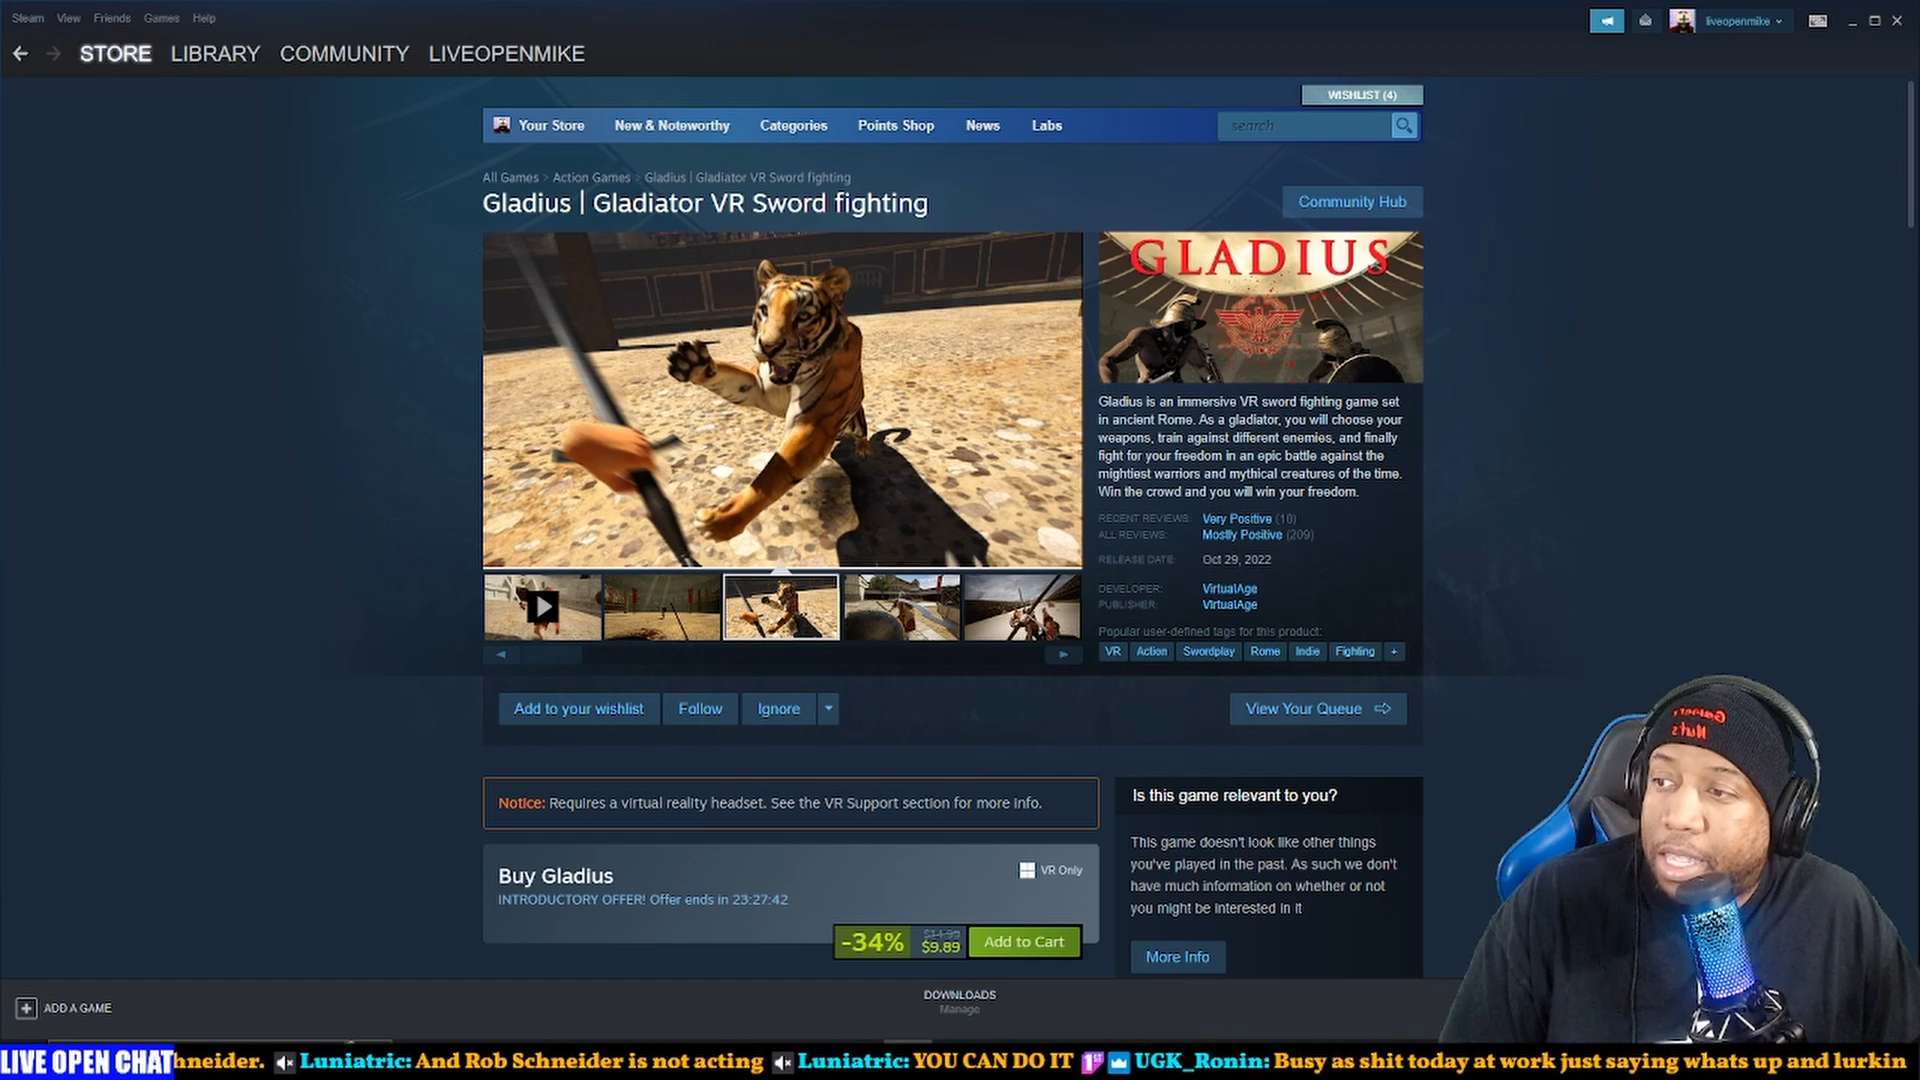 Steam View Friends Games Help
liveopenmike
STORE LIBRARY COMMUNITY LIVEOPENMIKE
WISHLIST (4)
Your Store New & Noteworthy Categories Points Shop News Labs
search
All Games > Action Games > Gladius | Gladiator VR Sword fighting
Gladius | Gladiator VR Sword fighting
Community Hub
GLADIUS
Gladius is an immersive VR sword fighting game set
in ancient Rome. As a gladiator, you will choose your
weapons, train against different enemies, and finally
fight for your freedom in an epic battle against the
mightiest warriors and mythical creatures of the time.
Win the crowd and you will win your freedom.
RECENT REVIEWS: Very Positive (10)
ALL REVIEWS: Mostly Positive (209)
RELEASE DATE: Oct 29, 2022
DEVELOPER: VirtualAge
PUBLISHER: VirtualAge
Popular user-defined tags for this product:
VR Action Swordplay Rome Indie Fighting +
Add to your wishlist Follow Ignore
View Your Queue
Gamer's
Nuts
Notice: Requires a virtual reality headset. See the VR Support section for more info.
Is this game relevant to you?
This game doesn't look like other things
you've played in the past. As such we don't
have much information on whether or not
you might be interested in it
More Info
Buy Gladius
VR Only
INTRODUCTORY OFFER! Offer ends in 23:27:42
-34% $14.99 $9.89 Add to Cart
+ ADD A GAME
DOWNLOADS
Manage
LIVE OPEN CHAT hneider. Luniatric: And Rob Schneider is not acting Luniatric: YOU CAN DO IT 1ST UGK_Ronin: Busy as shit today at work just saying whats up and lurkin